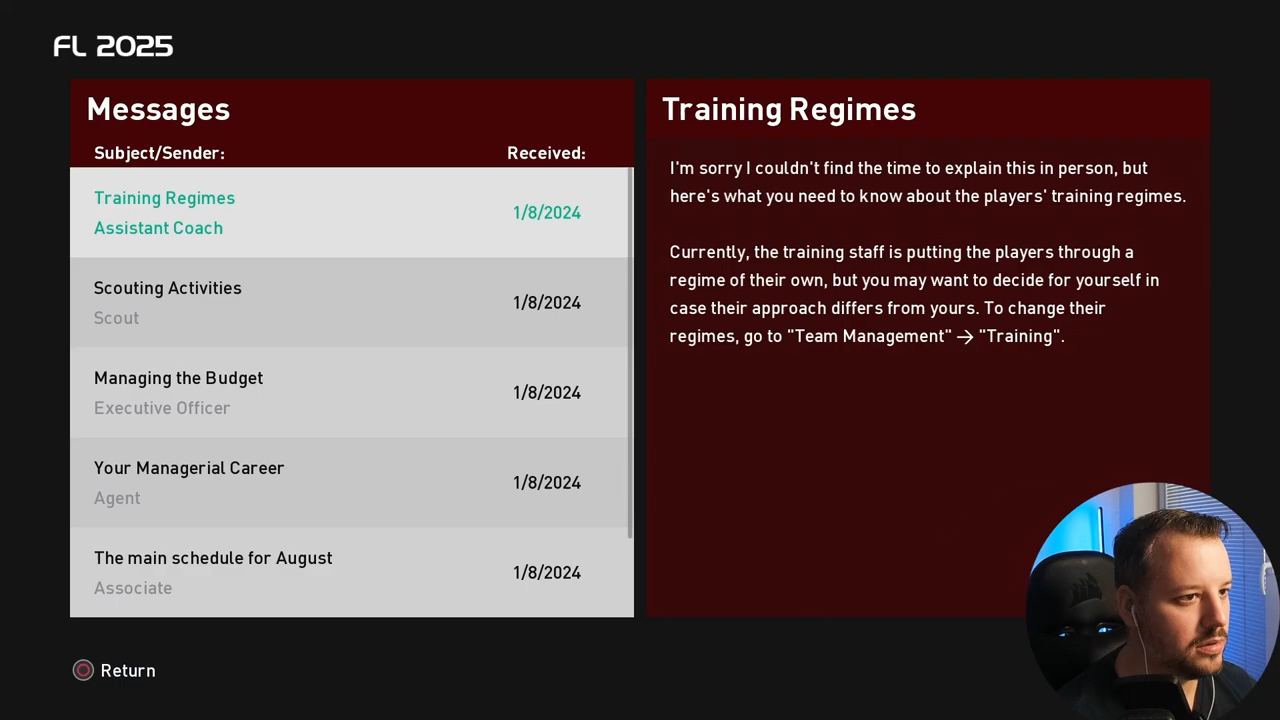 FL 2025
Messages
Subject/Sender:
Received:
Training Regimes
Assistant Coach
1/8/2024
Scouting Activities
Scout
1/8/2024
Managing the Budget
Executive Officer
1/8/2024
Your Managerial Career
Agent
1/8/2024
The main schedule for August
Associate
1/8/2024
Training Regimes
I'm sorry I couldn't find the time to explain this in person, but
here's what you need to know about the players' training regimes.
Currently, the training staff is putting the players through a
regime of their own, but you may want to decide for yourself in
case their approach differs from yours. To change their
regimes, go to "Team Management" → "Training".
Return